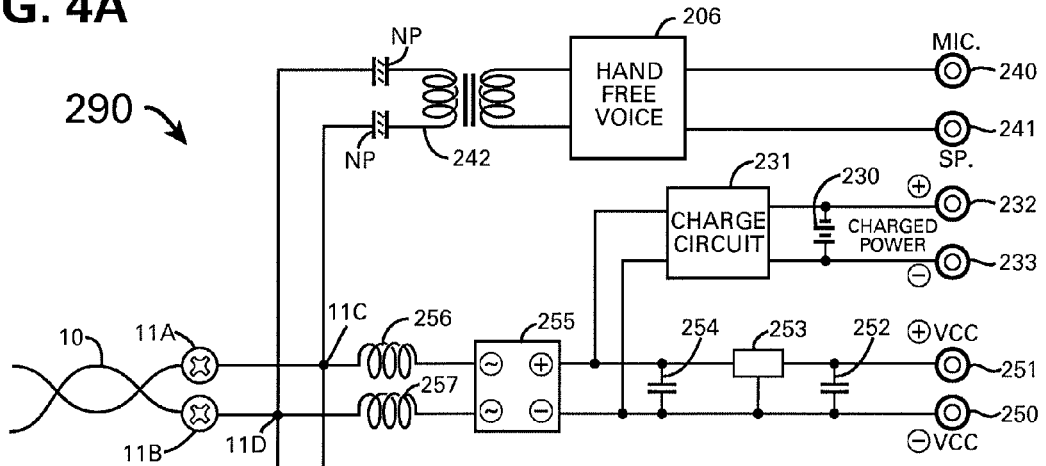 G. 4A
290
NP
NP
242
206
HAND
FREE
VOICE
MIC.
240
241
SP.
231
CHARGE
CIRCUIT
230
+
CHARGED
POWER
−
232
233
10
11A
11B
11C
11D
256
257
255
~
~
+
−
254
253
252
+ VCC
251
250
− VCC